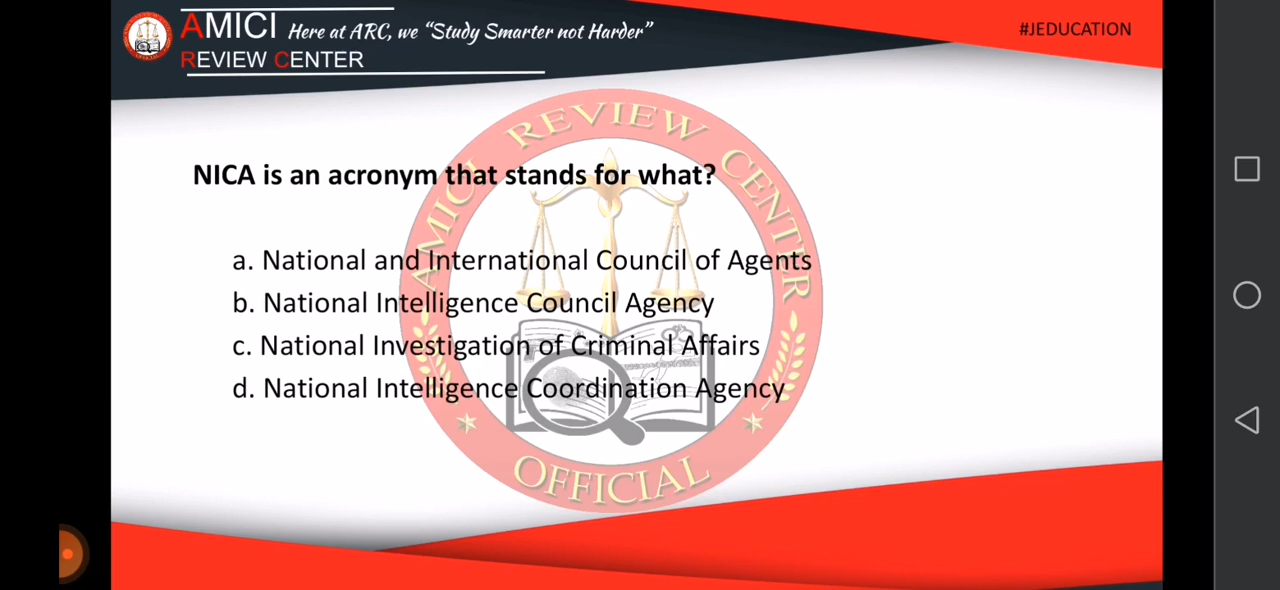 AMICI Here at ARC, we “Study Smarter not Harder”
REVIEW CENTER
#JEDUCATION
AMICI REVIEW CENTER
NICA is an acronym that stands for what?
a. National and International Council of Agents
b. National Intelligence Council Agency
c. National Investigation of Criminal Affairs
d. National Intelligence Coordination Agency
OFFICIAL